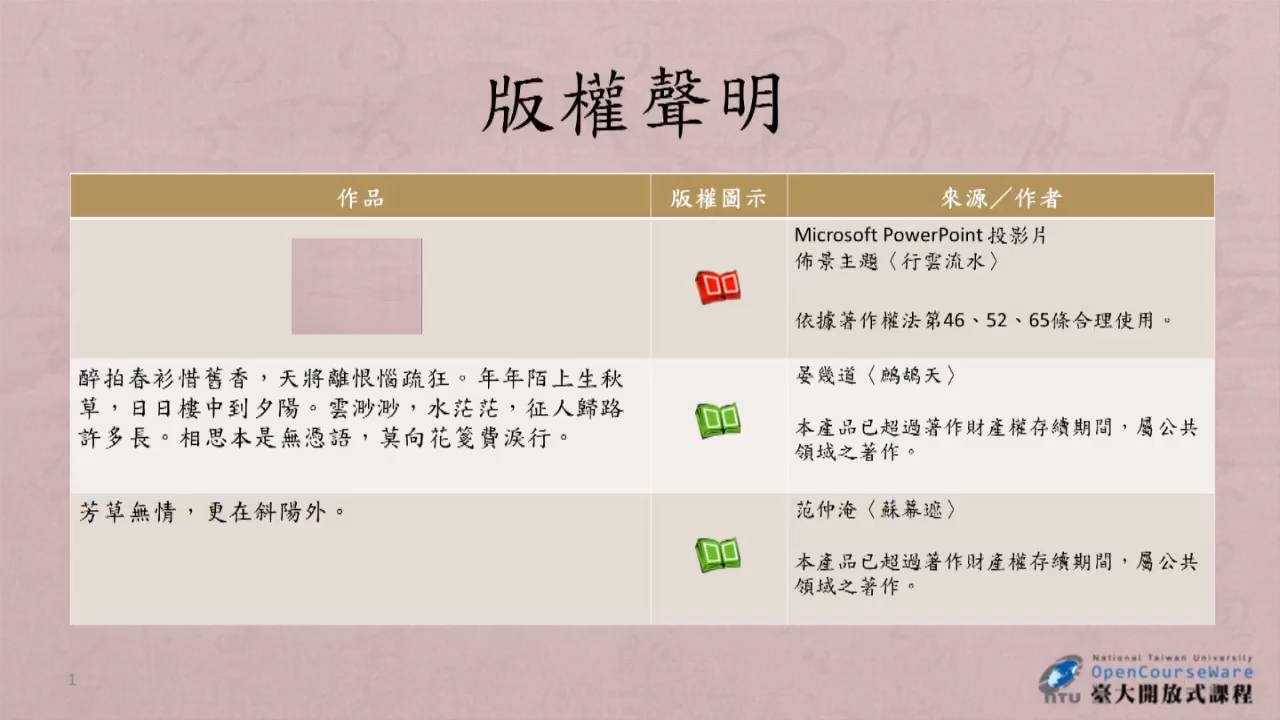 版權聲明
作品
版權圖示
來源／作者
Microsoft PowerPoint 投影片
佈景主題〈行雲流水〉
依據著作權法第46、52、65條合理使用。
醉拍春衫惜舊香，天將離恨惱疏狂。年年陌上生秋
草，日日樓中到夕陽。雲渺渺，水茫茫，征人歸路
許多長。相思本是無憑語，莫向花箋費淚行。
晏幾道〈鷓鴣天〉
本產品已超過著作財產權存續期間，屬公共
領域之著作。
芳草無情，更在斜陽外。
范仲淹〈蘇幕遮〉
本產品已超過著作財產權存續期間，屬公共
領域之著作。
1
National Taiwan University
OpenCourseWare
NTU 臺大開放式課程